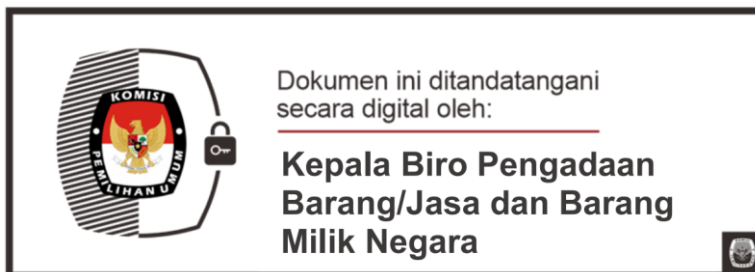 KOMISI
PEMILIHAN UMUM
Dokumen ini ditandatangani
secara digital oleh:
Kepala Biro Pengadaan
Barang/Jasa dan Barang
Milik Negara